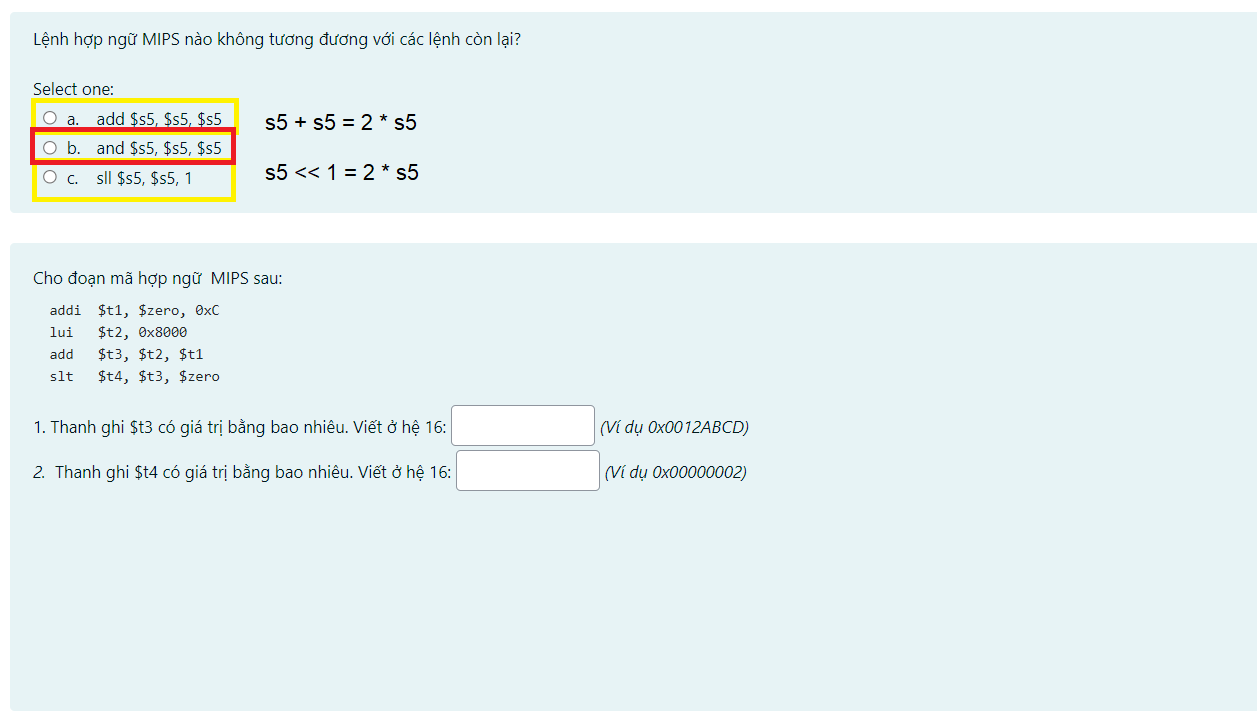 Lệnh hợp ngữ MIPS nào không tương đương với các lệnh còn lại?
Select one:
a. add $s5, $s5, $s5
s5 + s5 = 2 * s5
b. and $s5, $s5, $s5
c. sll $s5, $s5, 1
s5 << 1 = 2 * s5
Cho đoạn mã hợp ngữ MIPS sau:
addi $t1, $zero, 0xC
lui $t2, 0x8000
add $t3, $t2, $t1
slt $t4, $t3, $zero
1. Thanh ghi $t3 có giá trị bằng bao nhiêu. Viết ở hệ 16: (Ví dụ 0x0012ABCD)
2. Thanh ghi $t4 có giá trị bằng bao nhiêu. Viết ở hệ 16: (Ví dụ 0x00000002)